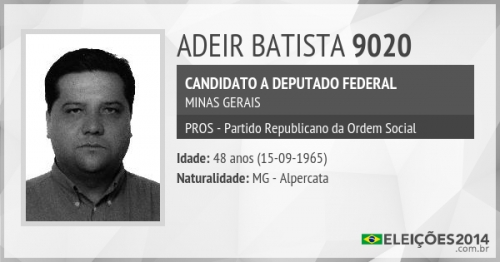 ADEIR BATISTA 9020
CANDIDATO A DEPUTADO FEDERAL
MINAS GERAIS
PROS - Partido Republicano da Ordem Social
Idade: 48 anos (15-09-1965)
Naturalidade: MG - Alpercata
ELEIÇÕES2014
.com.br